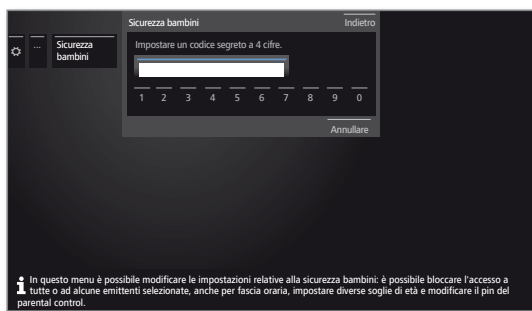 Sicurezza bambini
Indietro
...
Sicurezza
bambini
Impostare un codice segreto a 4 cifre.
1 2 3 4 5 6 7 8 9 0
Annullare
In questo menu è possibile modificare le impostazioni relative alla sicurezza bambini: è possibile bloccare l'accesso a
tutte o ad alcune emittenti selezionate, anche per fascia oraria, impostare diverse soglie di età e modificare il pin del
parental control.